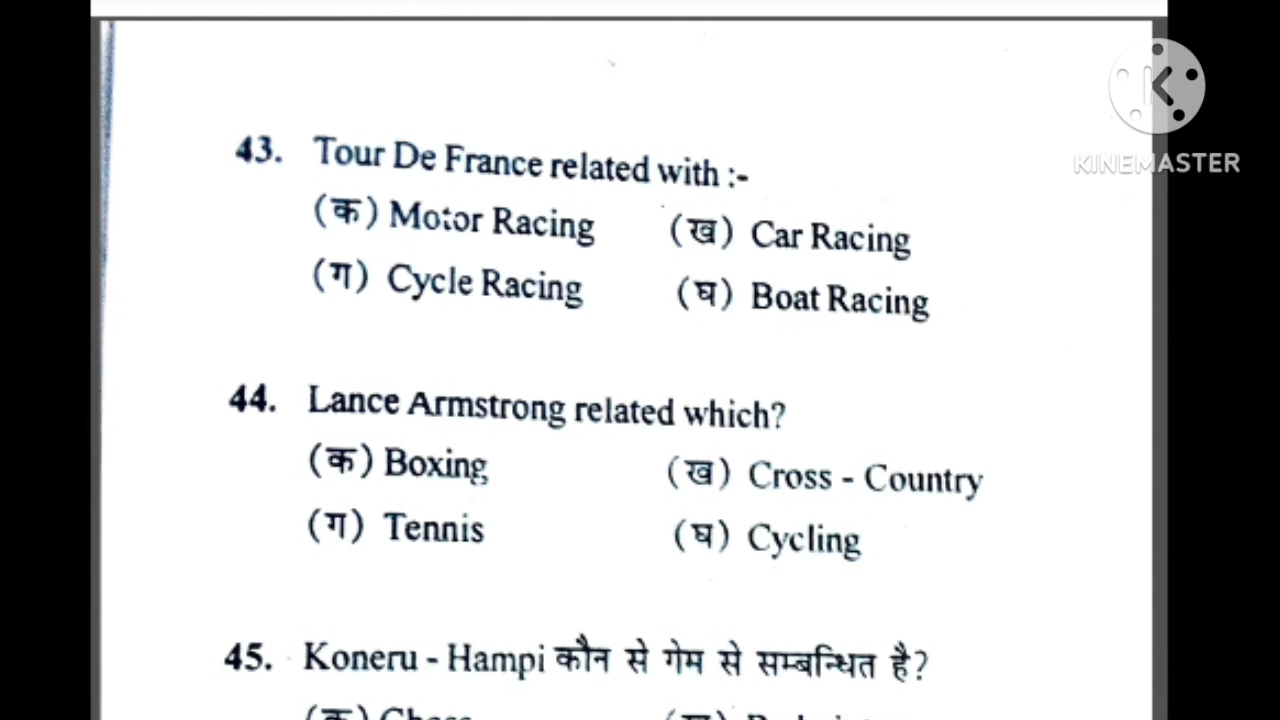 KINEMASTER
43. Tour De France related with :-
(क) Motor Racing (ख) Car Racing
(ग) Cycle Racing (घ) Boat Racing
44. Lance Armstrong related which?
(क) Boxing (ख) Cross - Country
(ग) Tennis (घ) Cycling
45. Koneru - Hampi कौन से गेम से सम्बन्धित है?
(क) Chess (ख)